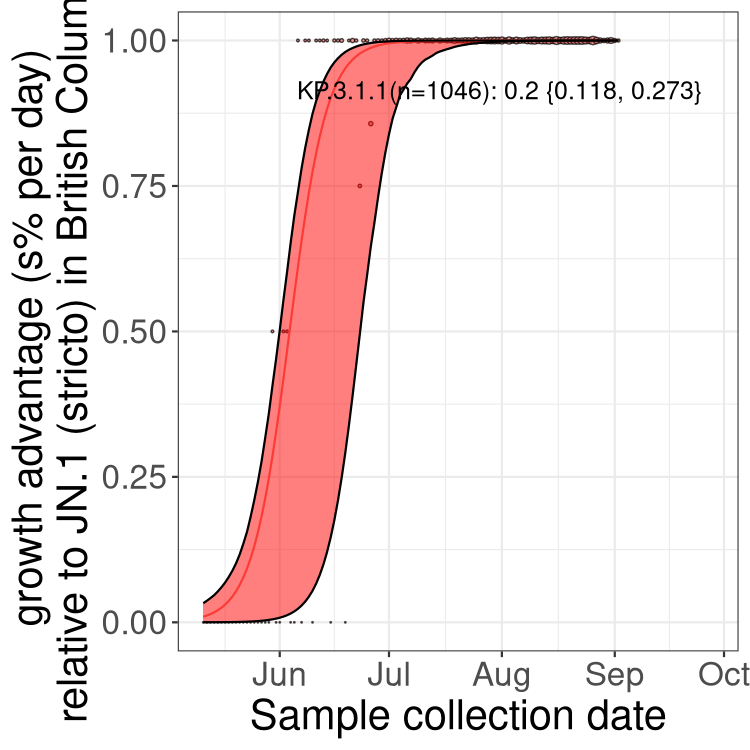 growth advantage (s% per day)
relative to JN.1 (stricto) in British Colum
1.00
0.75
0.50
0.25
0.00
KP.3.1.1(n=1046): 0.2 {0.118, 0.273}
Jun Jul Aug Sep Oct
Sample collection date